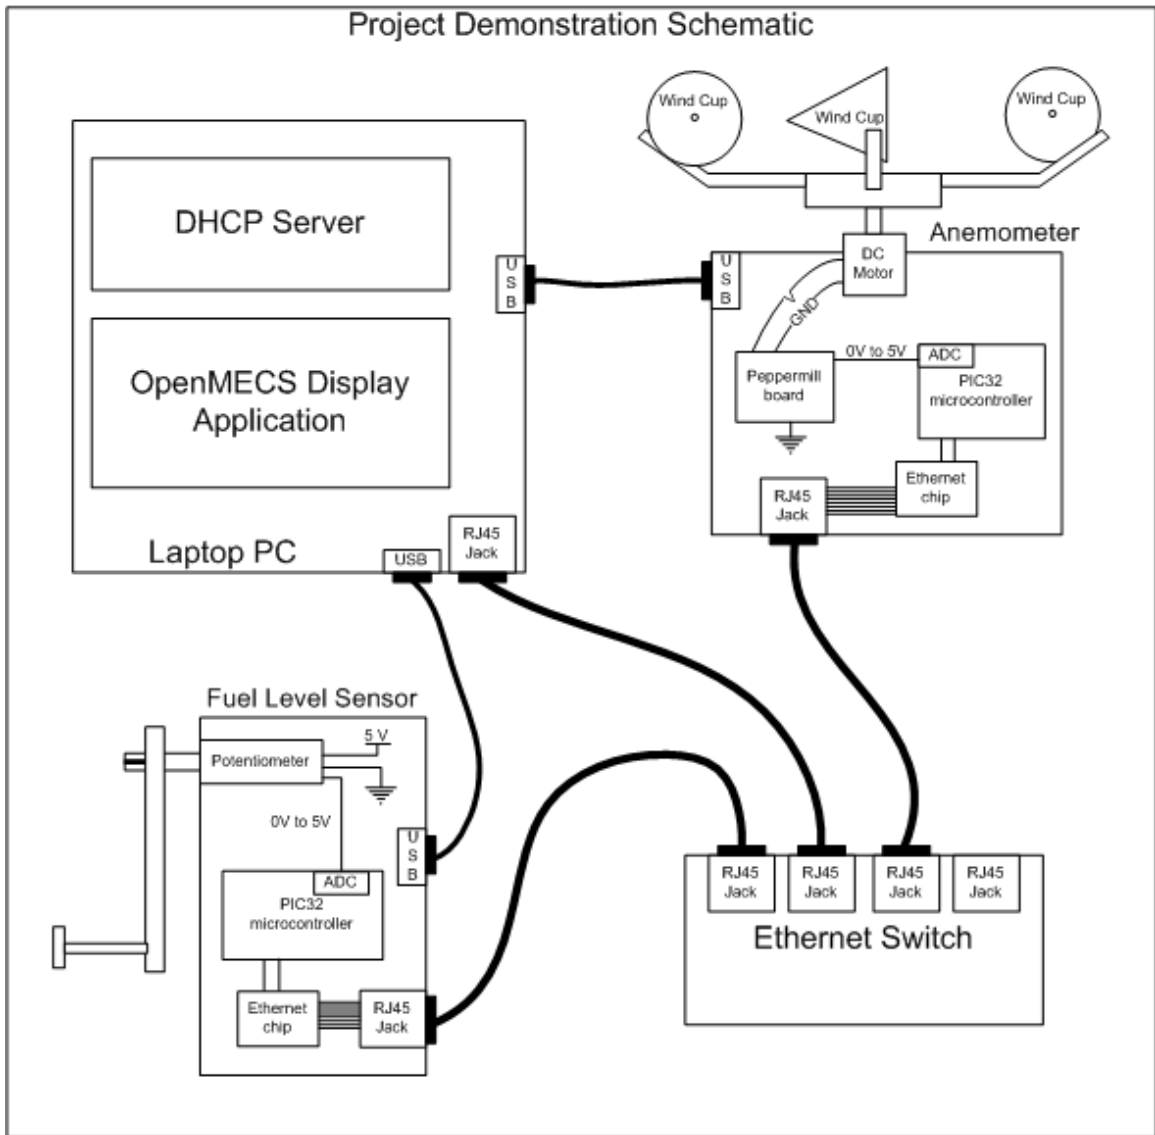 Project Demonstration Schematic
Wind Cup
Wind Cup
Wind Cup
DHCP Server
OpenMECS Display
Application
Laptop PC
U
S
B
USB
RJ45
Jack
Anemometer
U
S
B
DC
Motor
V
GND
Peppermill
board
0V to 5V
ADC
PIC32
microcontroller
Ethernet
chip
RJ45
Jack
Fuel Level Sensor
Potentiometer
5 V
0V to 5V
U
S
B
ADC
PIC32
microcontroller
Ethernet
chip
RJ45
Jack
RJ45
Jack
RJ45
Jack
RJ45
Jack
RJ45
Jack
Ethernet Switch